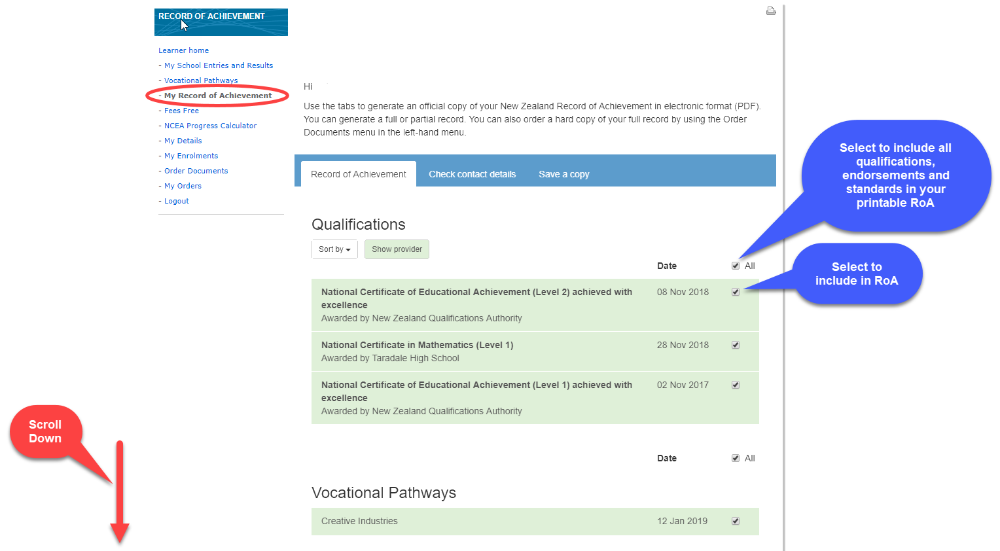 RECORD OF ACHIEVEMENT
Learner home
- My School Entries and Results
- Vocational Pathways
- My Record of Achievement
- Fees Free
- NCEA Progress Calculator
- My Details
- My Enrolments
- Order Documents
- My Orders
- Logout
Hi
Use the tabs to generate an official copy of your New Zealand Record of Achievement in electronic format (PDF).
You can generate a full or partial record. You can also order a hard copy of your full record by using the Order
Documents menu in the left-hand menu.
Record of Achievement Check contact details Save a copy
Select to include all
qualifications,
endorsements and
standards in your
printable RoA
Qualifications
Sort by Show provider
Date All
Select to
include in RoA
National Certificate of Educational Achievement (Level 2) achieved with 08 Nov 2018
excellence
Awarded by New Zealand Qualifications Authority
National Certificate in Mathematics (Level 1) 28 Nov 2018
Awarded by Taradale High School
National Certificate of Educational Achievement (Level 1) achieved with 02 Nov 2017
excellence
Awarded by New Zealand Qualifications Authority
Scroll
Down
Date All
Vocational Pathways
Creative Industries 12 Jan 2019